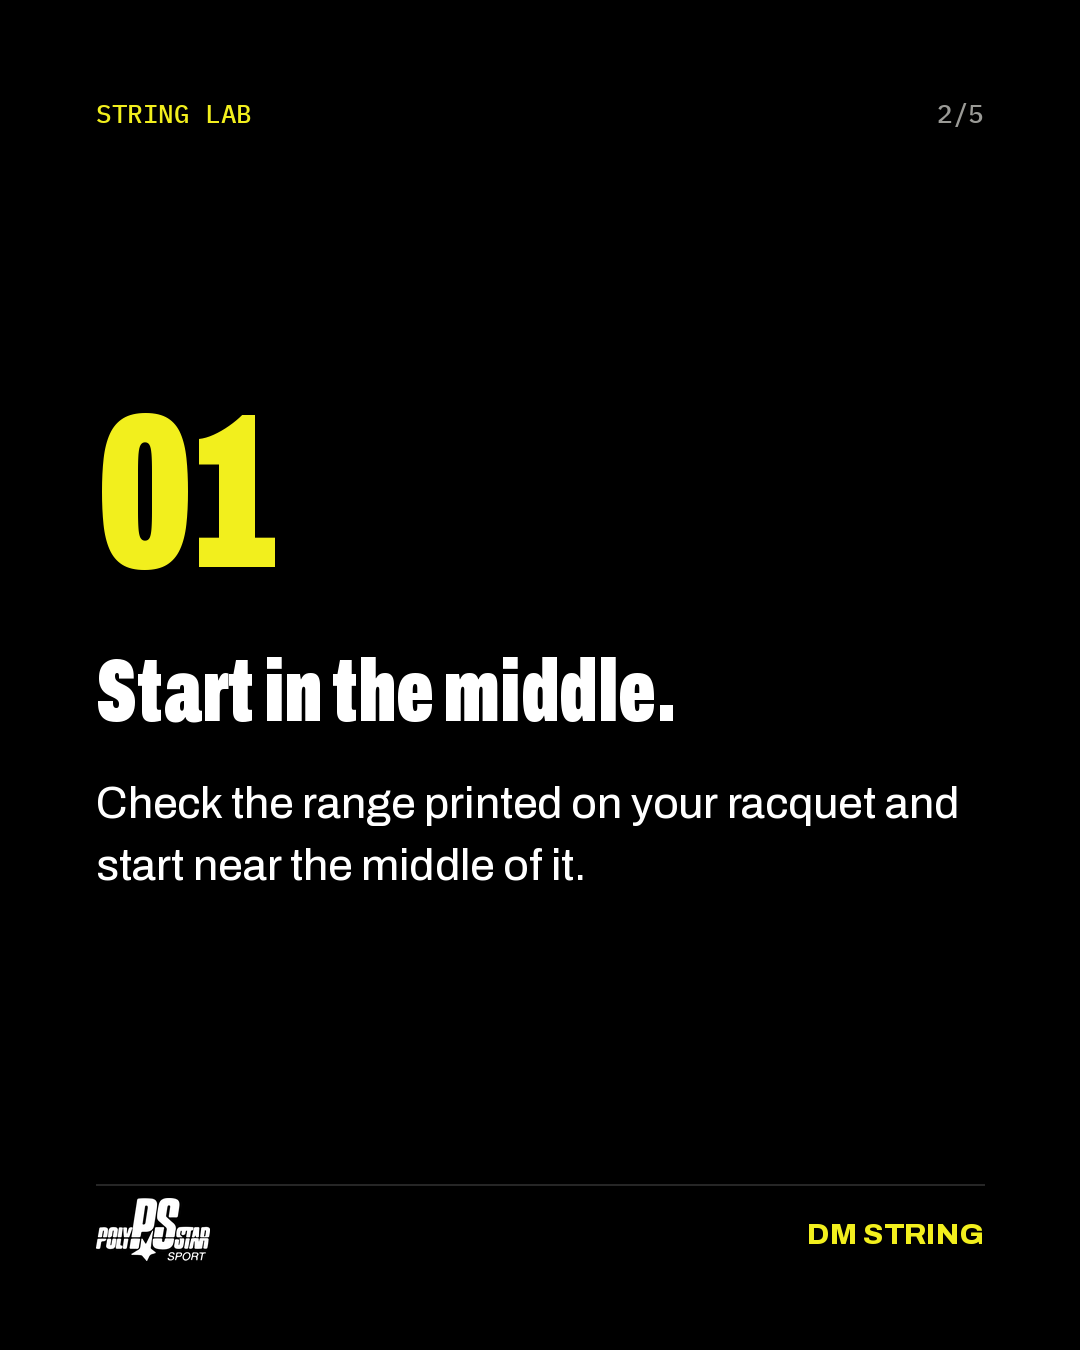 STRING LAB
2/5
01
Start in the middle.
Check the range printed on your racquet and
start near the middle of it.
POLY PS STAR
SPORT
DM STRING